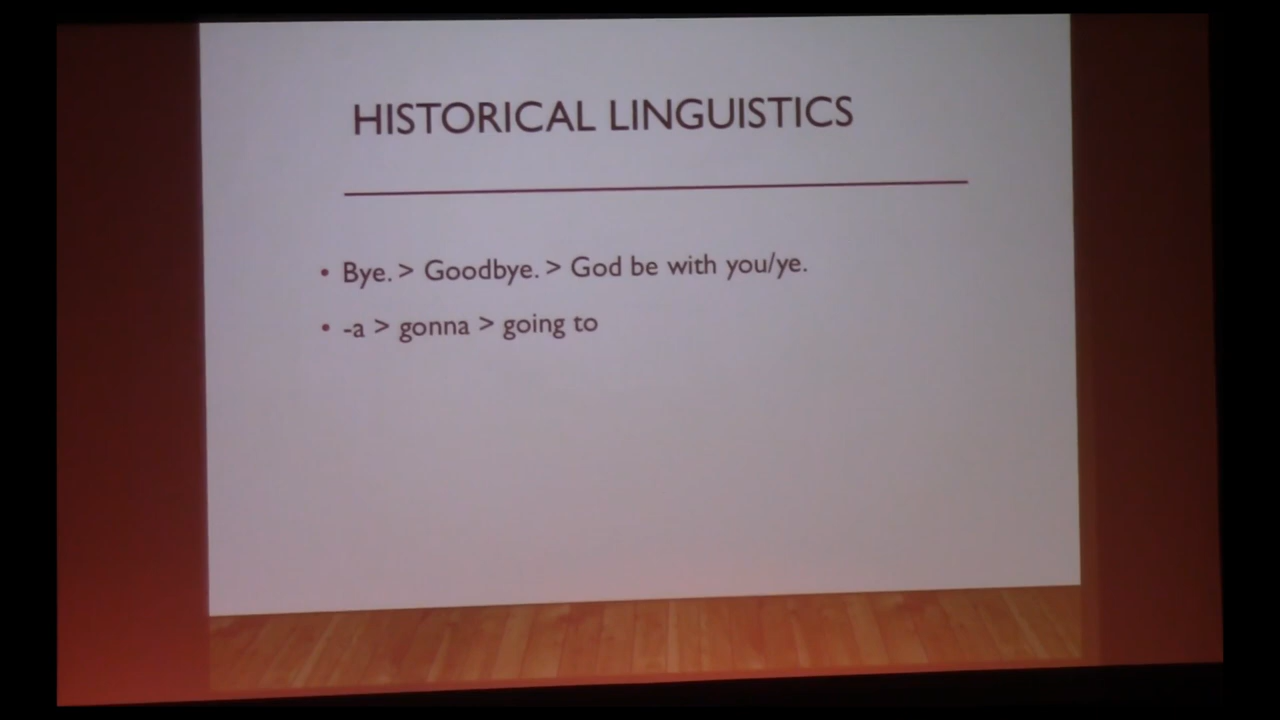 HISTORICAL LINGUISTICS
• Bye. > Goodbye. > God be with you/ye.
• -a > gonna > going to